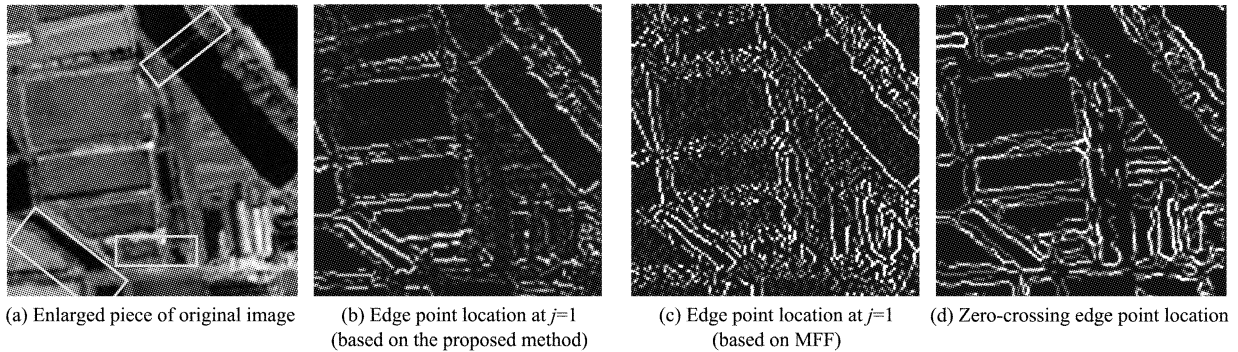 (a) Enlarged piece of original image
(b) Edge point location at j=1
(based on the proposed method)
(c) Edge point location at j=1
(based on MFF)
(d) Zero-crossing edge point location